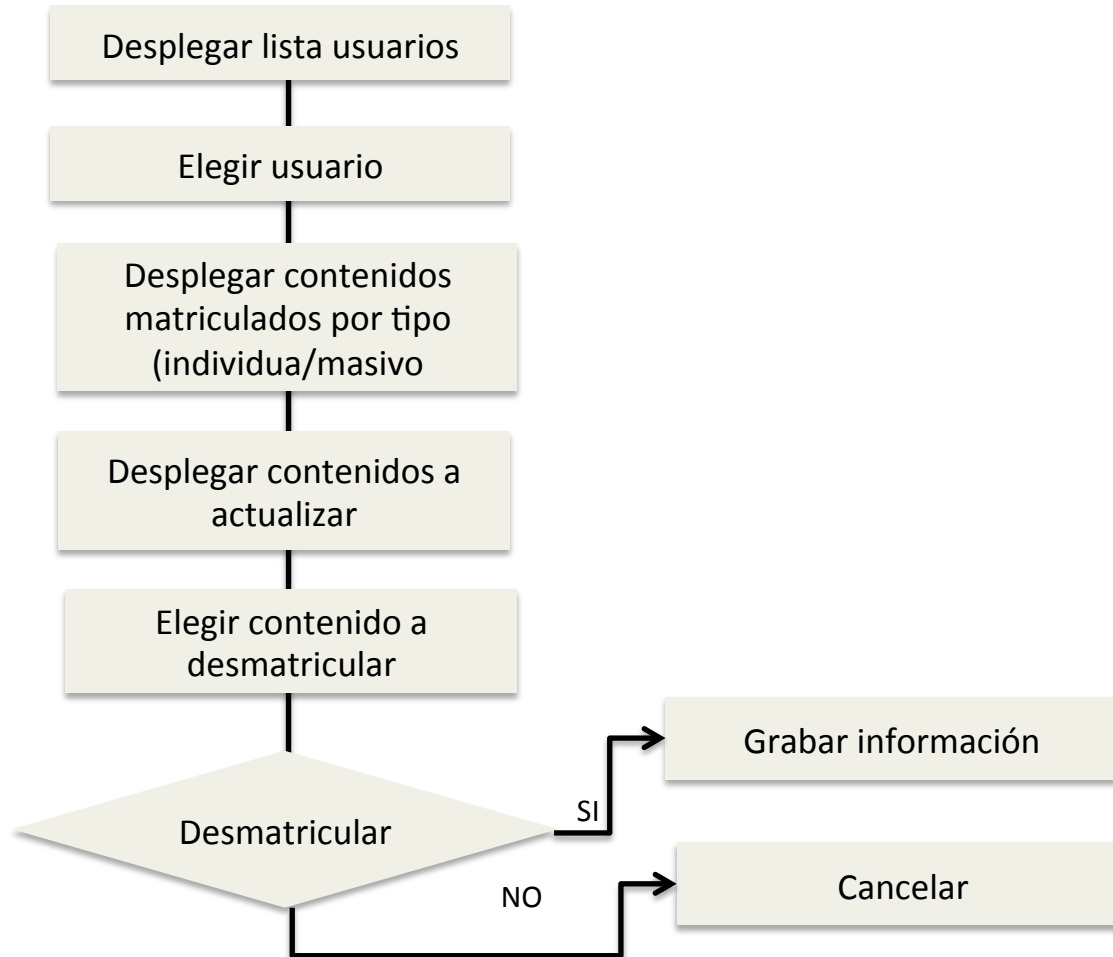 Desplegar lista usuarios
Elegir usuario
Desplegar contenidos
matriculados por tipo
(individua/masivo
Desplegar contenidos a
actualizar
Elegir contenido a
desmatricular
Grabar información
SI
Desmatricular
NO
Cancelar